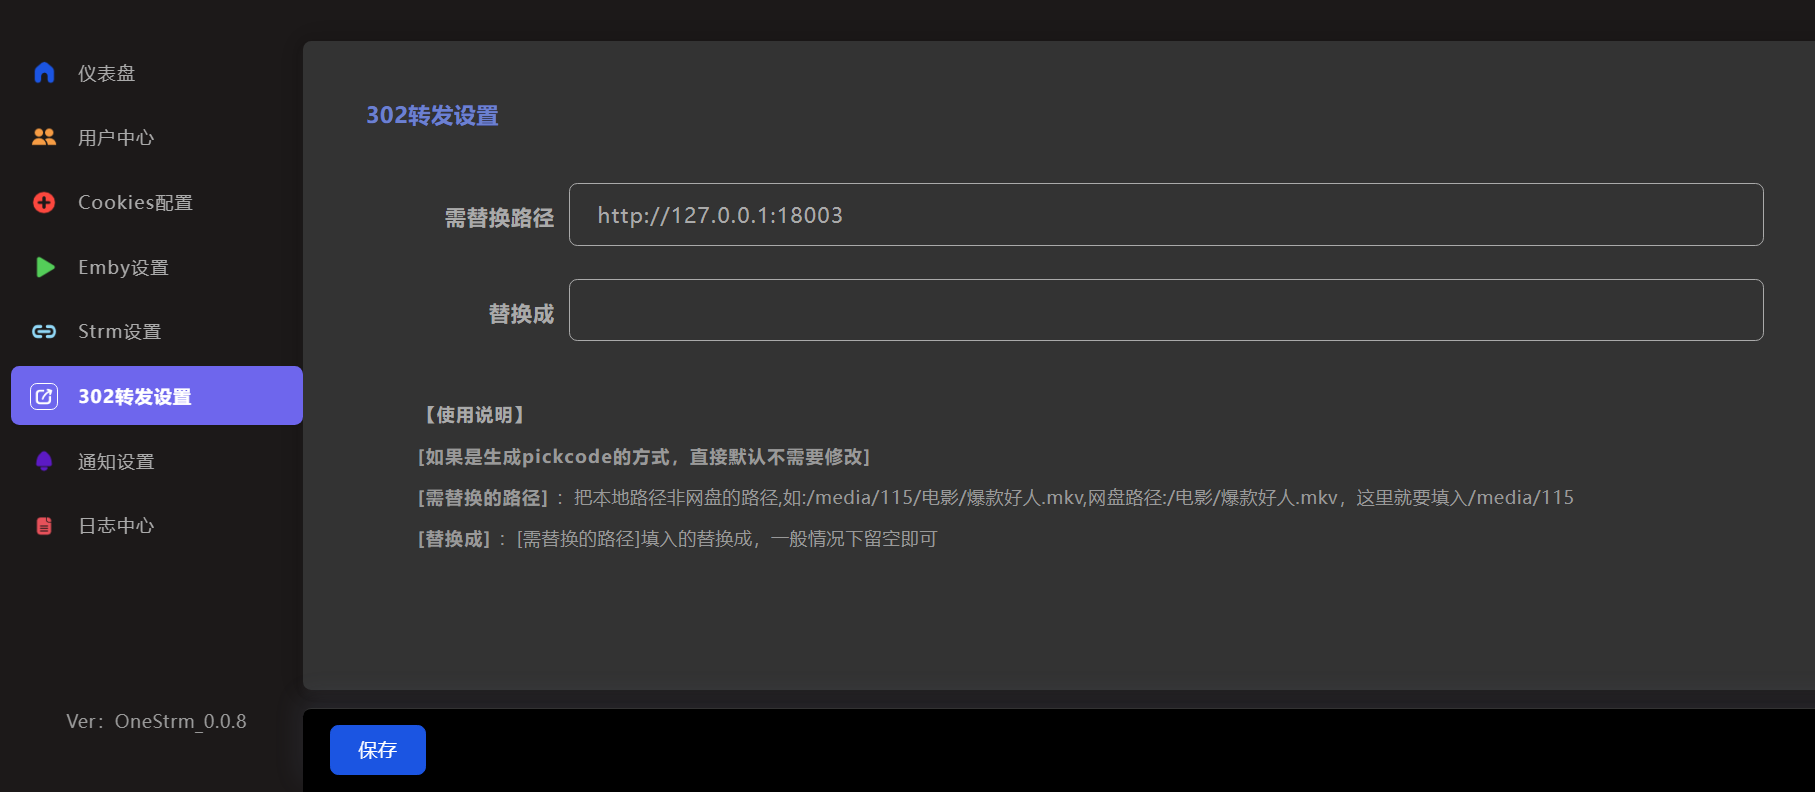 仪表盘
用户中心
Cookies配置
Emby设置
Strm设置
302转发设置
通知设置
日志中心
Ver：OneStrm_0.0.8
302转发设置
需替换路径
http://127.0.0.1:18003
替换成
【使用说明】
[如果是生成pickcode的方式，直接默认不需要修改]
[需替换的路径] ：把本地路径非网盘的路径,如:/media/115/电影/爆款好人.mkv,网盘路径:/电影/爆款好人.mkv，这里就要填入/media/115
[替换成] ：[需替换的路径]填入的替换成，一般情况下留空即可
保存